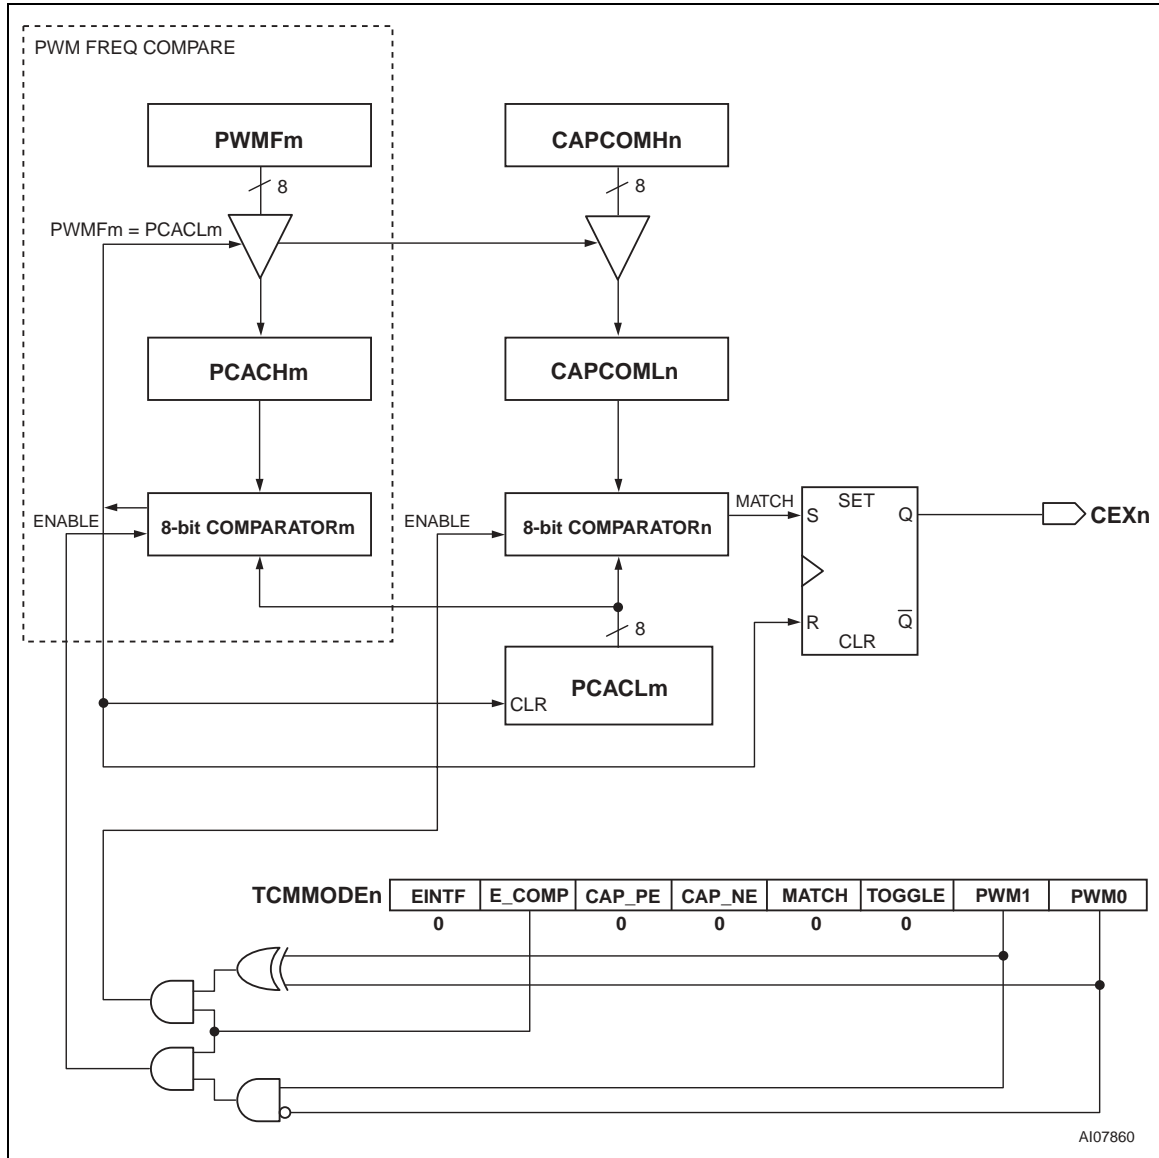 PWM FREQ COMPARE
PWMFm
CAPCOMHn
8
8
PWMFm = PCACLm
PCACHm
CAPCOMLn
ENABLE
8-bit COMPARATORm
ENABLE
8-bit COMPARATORn
MATCH
SET
S
Q
CEXn
R
Q
CLR
8
PCACLm
CLR
TCMMODEn
EINTF
E_COMP
CAP_PE
CAP_NE
MATCH
TOGGLE
PWM1
PWM0
0
0
0
0
0
AI07860